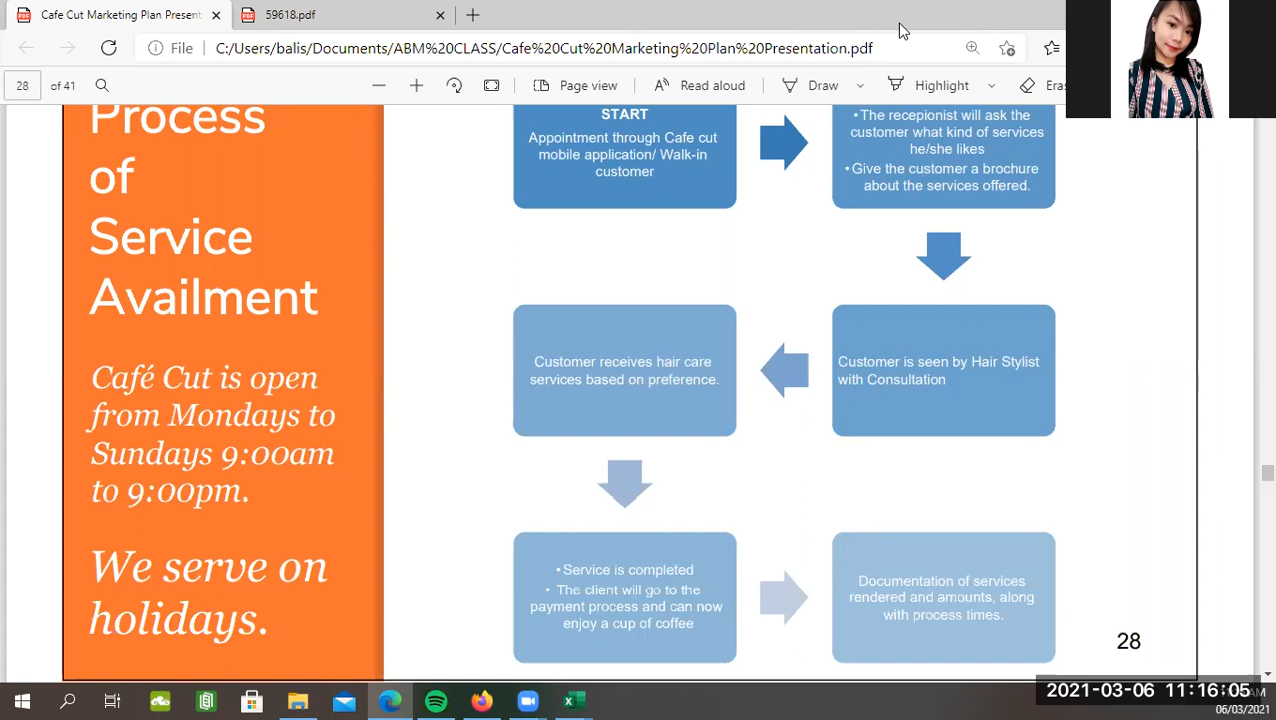 Cafe Cut Marketing Plan Present
59618.pdf
File
C:/Users/balis/Documents/ABM%20CLASS/Cafe%20Cut%20Marketing%20Plan%20Presentation.pdf
28
of 41
Page view
Read aloud
Draw
Highlight
Eras
Process
of
Service
Availment
Café Cut is open
from Mondays to
Sundays 9:00am
to 9:00pm.
We serve on
holidays.
START
Appointment through Cafe cut
mobile application/ Walk-in
customer
•The recepionist will ask the
customer what kind of services
he/she likes
•Give the customer a brochure
about the services offered.
Customer receives hair care
services based on preference.
Customer is seen by Hair Stylist
with Consultation
•Service is completed
• The client will go to the
payment process and can now
enjoy a cup of coffee
Documentation of services
rendered and amounts, along
with process times.
28
2021-03-06 11:16:05
06/03/2021